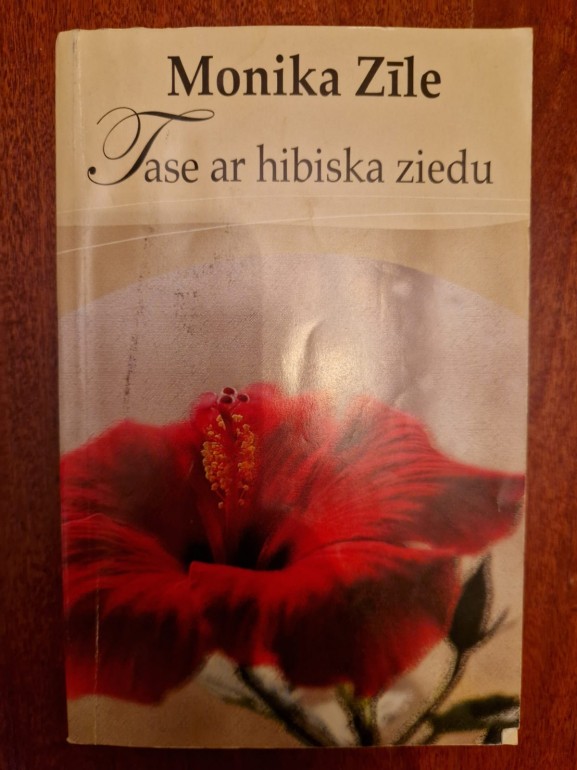 Monika Zīle
Tase ar hibiska ziedu